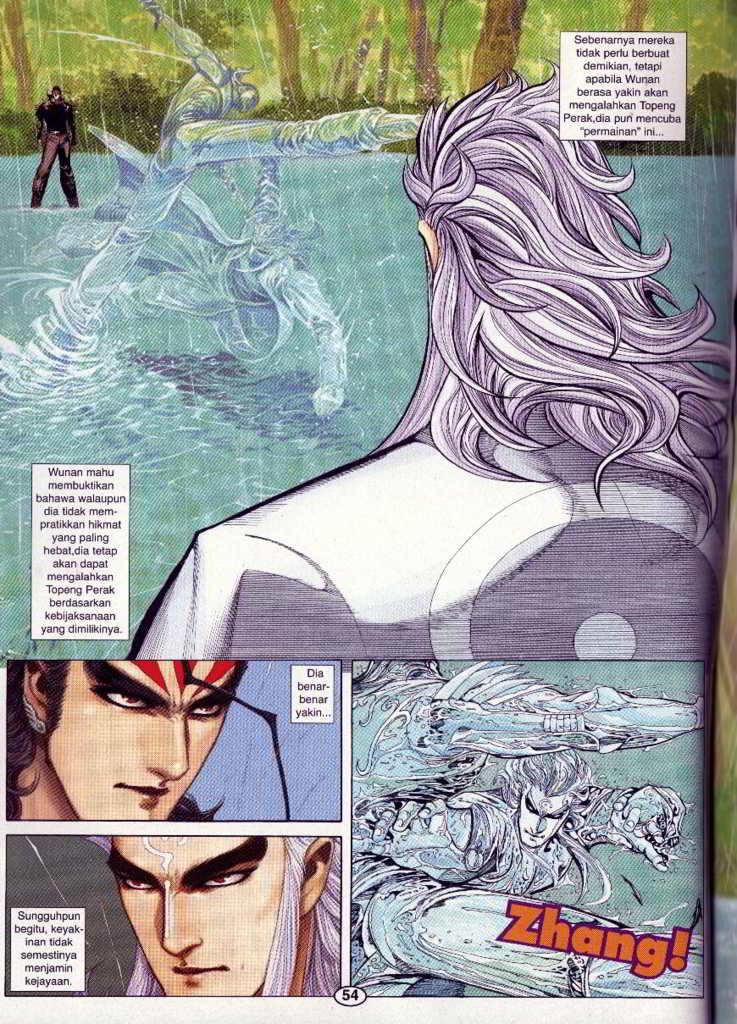 Sebenarnya mereka
tidak perlu berbuat
demikian, tetapi
apabila Wunan
berasa yakin akan
mengalahkan Topeng
Perak,dia pun mencuba
"permainan" ini...
Wunan mahu
membuktikan
bahawa walaupun
dia tidak mem-
pratikkan hikmat
yang paling
hebat,dia tetap
akan dapat
mengalahkan
Topeng Perak
berdasarkan
kebijaksanaan
yang dimilikinya.
Dia
benar-
benar
yakin...
Sungguhpun
begitu, keyak-
inan tidak
semestinya
menjamin
kejayaan.
Zhang!
54